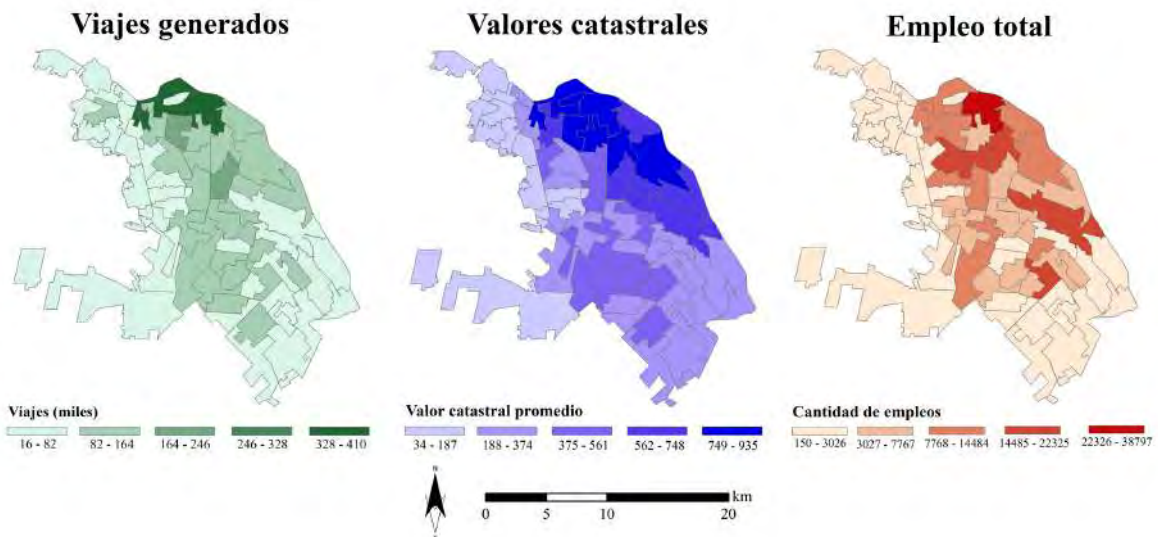 Viajes generados
Valores catastrales
Empleo total
Viajes (miles)
16 - 82
82 - 164
164 - 246
246 - 328
328 - 410
Valor catastral promedio
34 - 187
188 - 374
375 - 561
562 - 748
749 - 935
Cantidad de empleos
150 - 3026
3027 - 7767
7768 - 14484
14485 - 22325
22326 - 38797
km
0
5
10
20